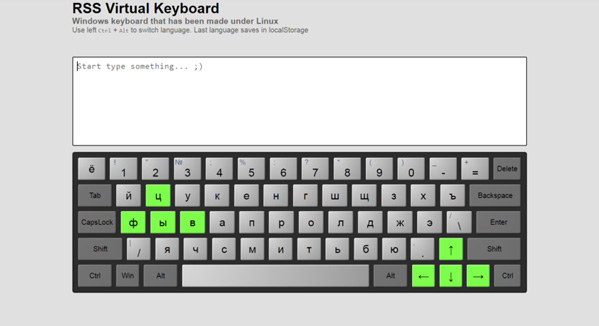 RSS Virtual Keyboard
Windows keyboard that has been made under Linux
Use left Ctrl + Alt to switch language. Last language saves in localStorage
Start type something... ;)
ё ! 1 " 2 № 3 ; 4 % 5 : 6 ? 7 * 8 ( 9 ) 0 _ - + = Delete
Tab й ц у к е н г ш щ з х ъ Backspace
CapsLock ф ы в а п р о л д ж э / \ Enter
Shift | / я ч с м и т ь б ю , . ↑ Shift
Ctrl Win Alt Alt ← ↓ → Ctrl